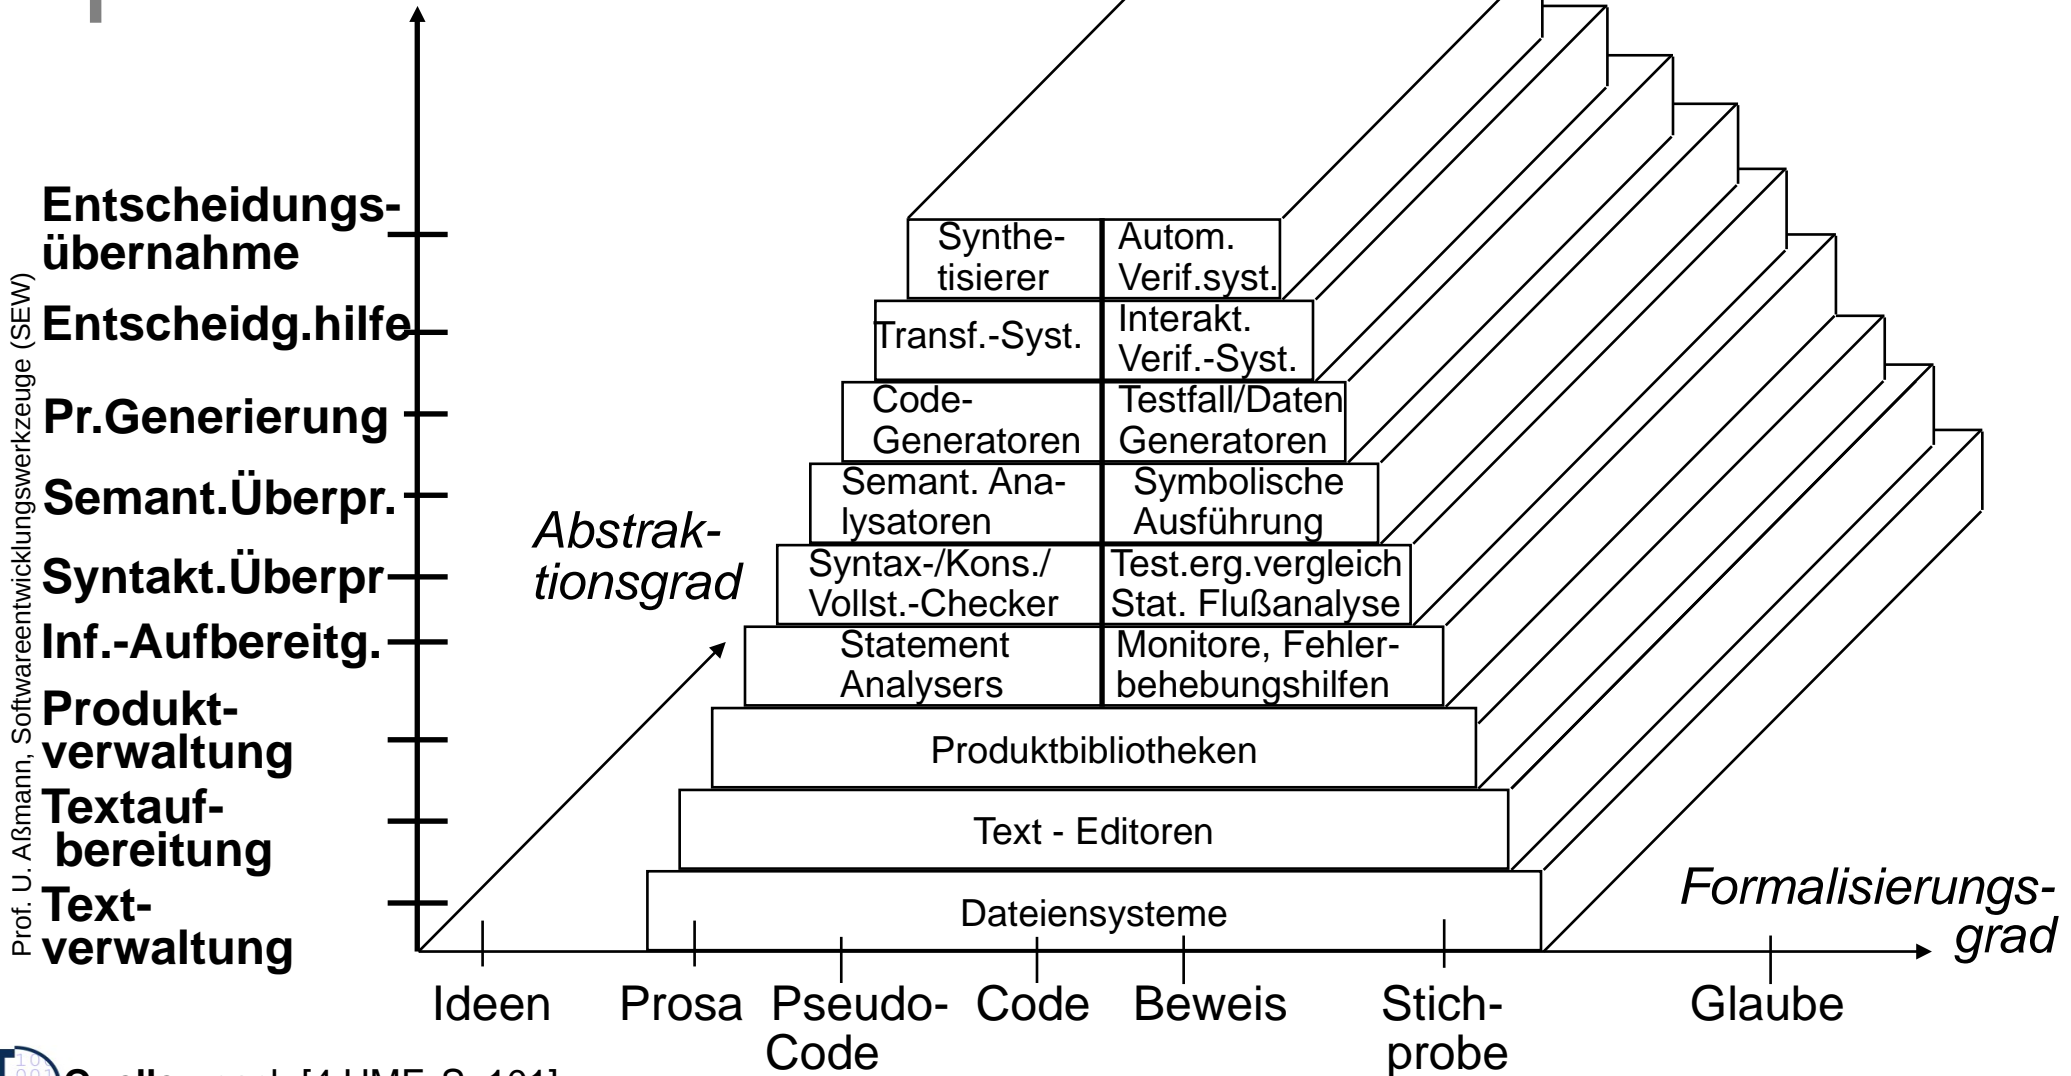 Entscheidungs-
übernahme
Entscheidg.hilfe
Pr.Generierung
Semant.Überpr.
Syntakt.Überpr
Inf.-Aufbereitg.
Produkt-
verwaltung
Textauf-
bereitung
Text-
verwaltung
Prof. U. Aßmann, Softwareentwicklungswerkzeuge (SEW)
Abstrak-
tionsgrad
Synthe-
tisierer
Autom.
Verif.syst.
Transf.-Syst.
Interakt.
Verif.-Syst.
Code-
Generatoren
Testfall/Daten
Generatoren
Semant. Ana-
lysatoren
Symbolische
Ausführung
Syntax-/Kons./
Vollst.-Checker
Test.erg.vergleich
Stat. Flußanalyse
Statement
Analysers
Monitore, Fehler-
behebungshilfen
Produktbibliotheken
Text - Editoren
Dateiensysteme
Formalisierungs-
grad
Ideen
Prosa
Pseudo-
Code
Code
Beweis
Stich-
probe
Glaube